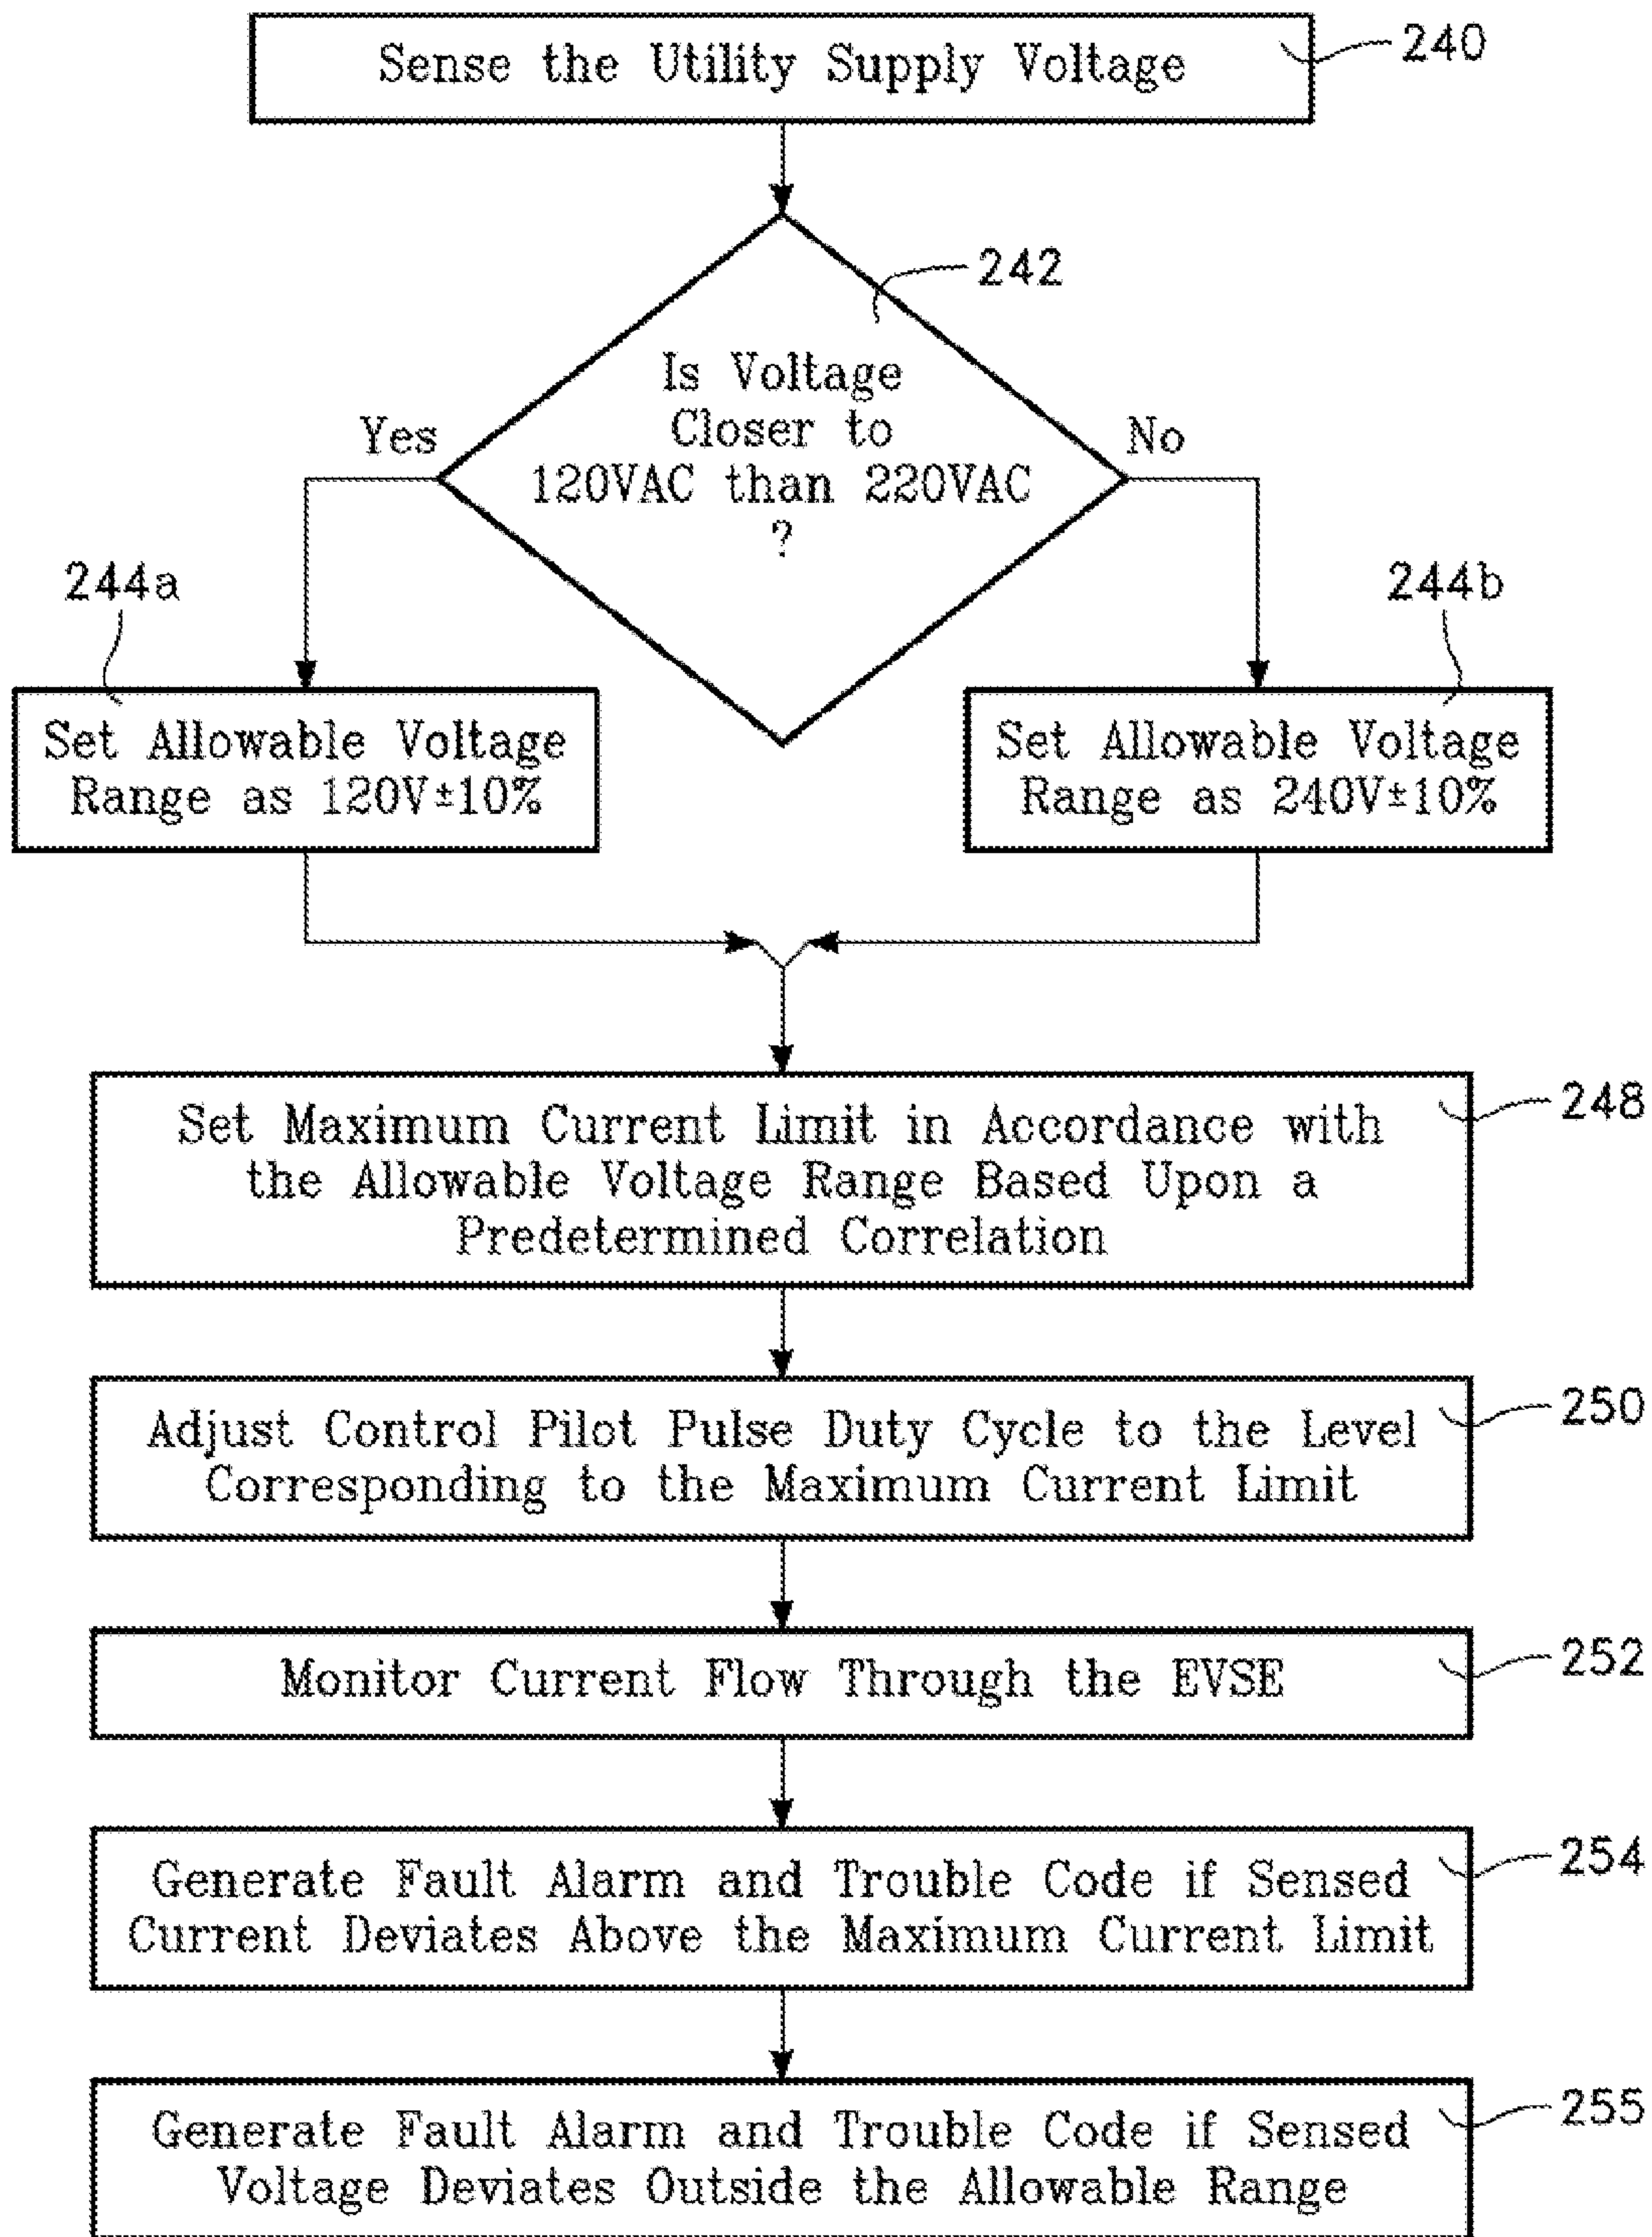 Sense the Utility Supply Voltage
240
242
Is Voltage
Closer to
120VAC than 220VAC
?
Yes
No
244a
244b
Set Allowable Voltage
Range as 120V±10%
Set Allowable Voltage
Range as 240V±10%
Set Maximum Current Limit in Accordance with
the Allowable Voltage Range Based Upon a
Predetermined Correlation
248
Adjust Control Pilot Pulse Duty Cycle to the Level
Corresponding to the Maximum Current Limit
250
Monitor Current Flow Through the EVSE
252
Generate Fault Alarm and Trouble Code if Sensed
Current Deviates Above the Maximum Current Limit
254
Generate Fault Alarm and Trouble Code if Sensed
Voltage Deviates Outside the Allowable Range
255